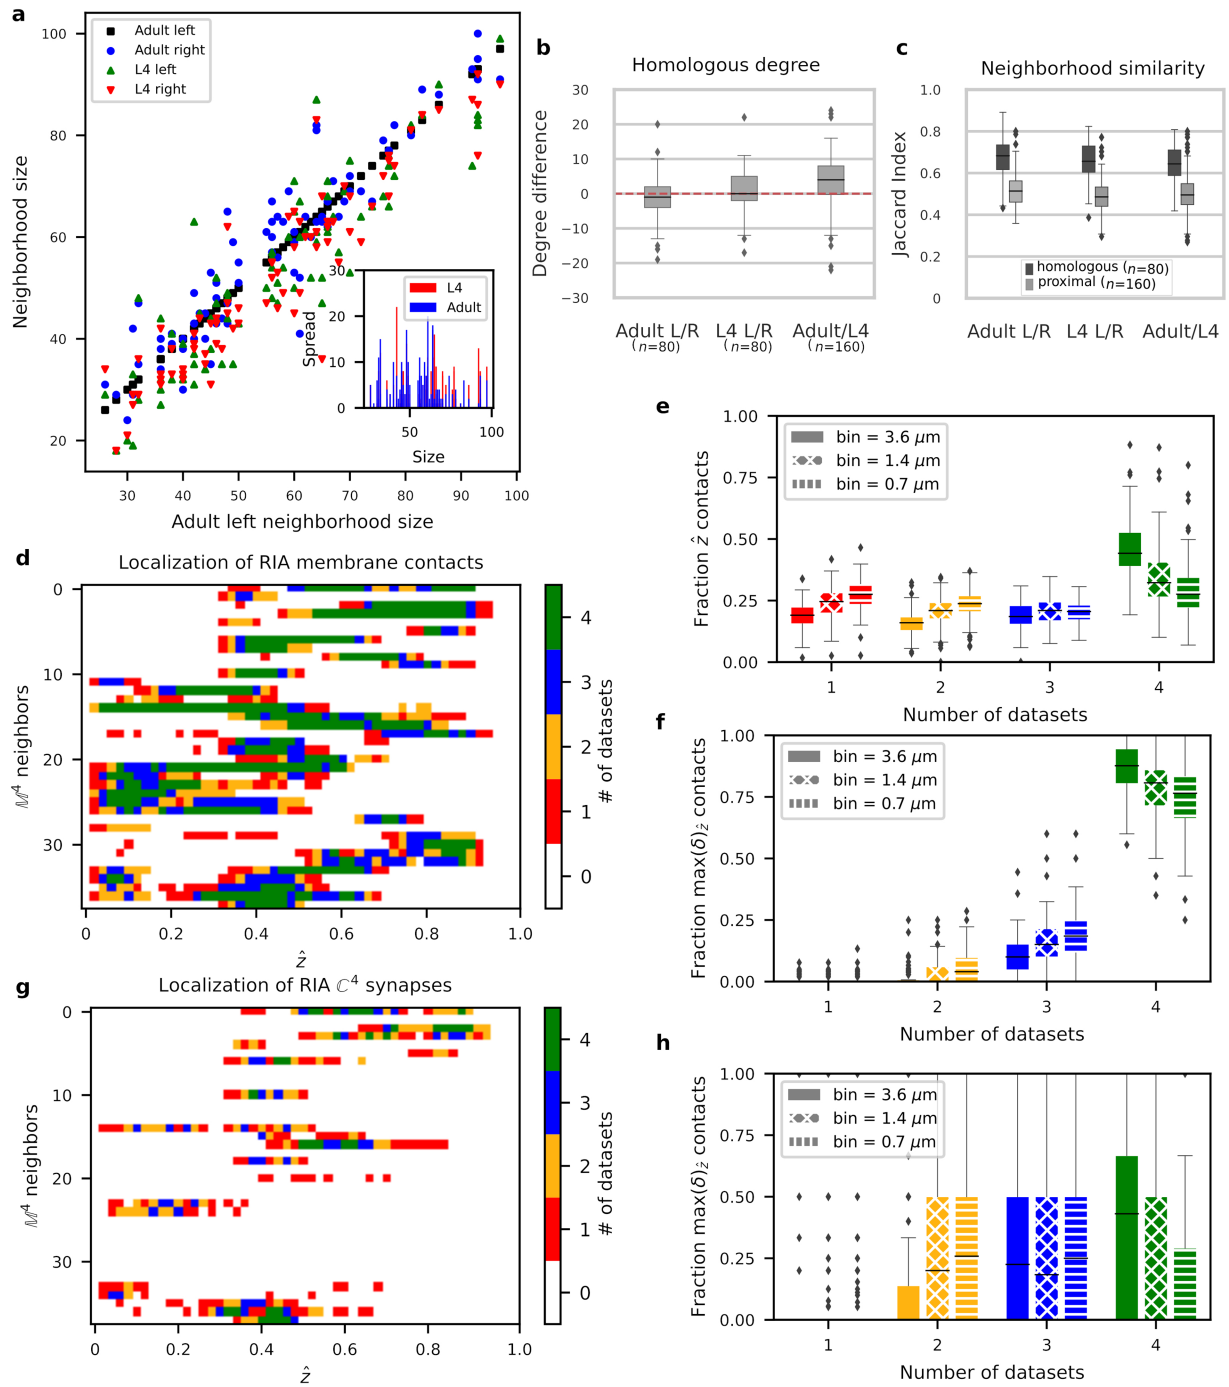 a
100
80
60
40
20
Neighborhood size
Adult left
Adult right
L4 left
L4 right
30
20
10
0
Spread
L4
Adult
50
100
Size
30
40
50
60
70
80
90
100
Adult left neighborhood size
b
Homologous degree
30
20
10
0
−10
−20
−30
Degree difference
Adult L/R
(n=80)
L4 L/R
(n=80)
Adult/L4
(n=160)
c
Neighborhood similarity
1.0
0.8
0.6
0.4
0.2
0
Jaccard Index
homologous (n=80)
proximal (n=160)
Adult L/R
L4 L/R
Adult/L4
d
Localization of RIA membrane contacts
0
10
20
30
𝕄⁴ neighbors
0
0.2
0.4
0.6
0.8
1.0
ẑ
4
3
2
1
0
# of datasets
e
1.00
0.75
0.50
0.25
0.00
Fraction ẑ contacts
bin = 3.6 μm
bin = 1.4 μm
bin = 0.7 μm
1
2
3
4
Number of datasets
f
1.00
0.75
0.50
0.25
0.00
Fraction max(δ)ẑ contacts
bin = 3.6 μm
bin = 1.4 μm
bin = 0.7 μm
1
2
3
4
Number of datasets
g
Localization of RIA ℂ⁴ synapses
0
10
20
30
𝕄⁴ neighbors
0
0.2
0.4
0.6
0.8
1.0
ẑ
4
3
2
1
0
# of datasets
h
1.00
0.75
0.50
0.25
0.00
Fraction max(δ)ẑ contacts
bin = 3.6 μm
bin = 1.4 μm
bin = 0.7 μm
1
2
3
4
Number of datasets